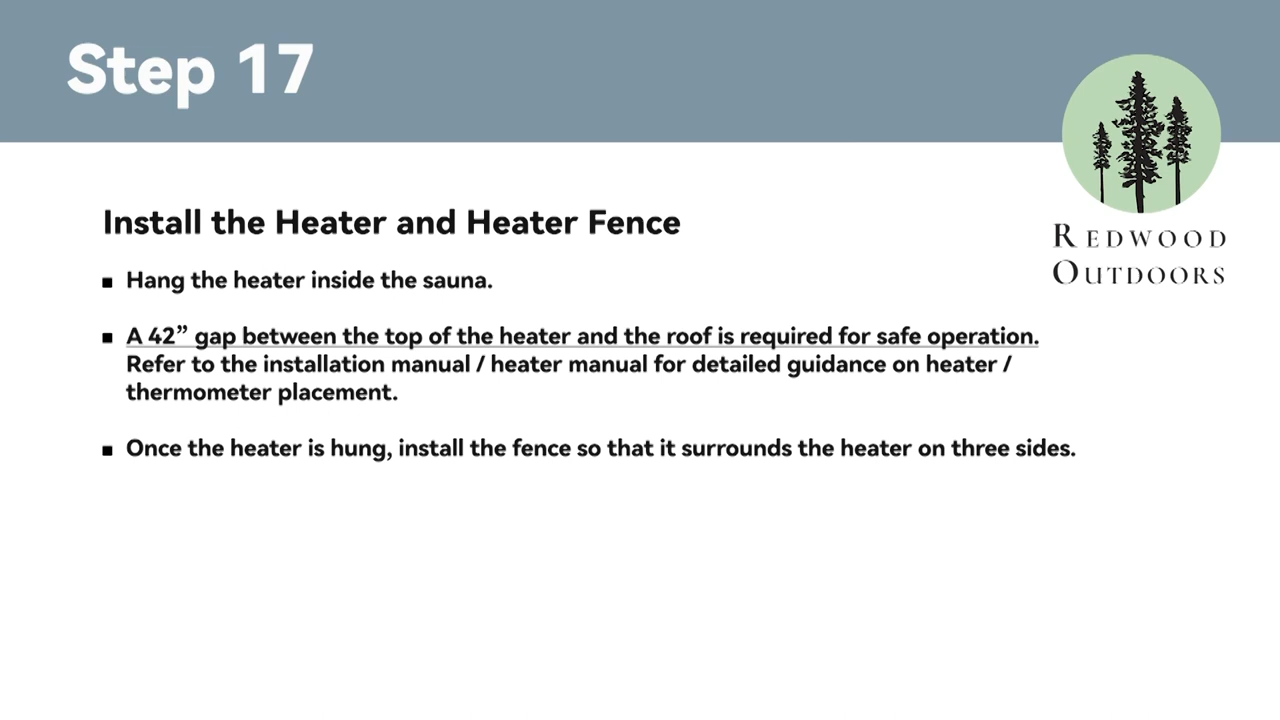 Step 17
REDWOOD
OUTDOORS
Install the Heater and Heater Fence
▪ Hang the heater inside the sauna.
▪ A 42” gap between the top of the heater and the roof is required for safe operation.
Refer to the installation manual / heater manual for detailed guidance on heater /
thermometer placement.
▪ Once the heater is hung, install the fence so that it surrounds the heater on three sides.